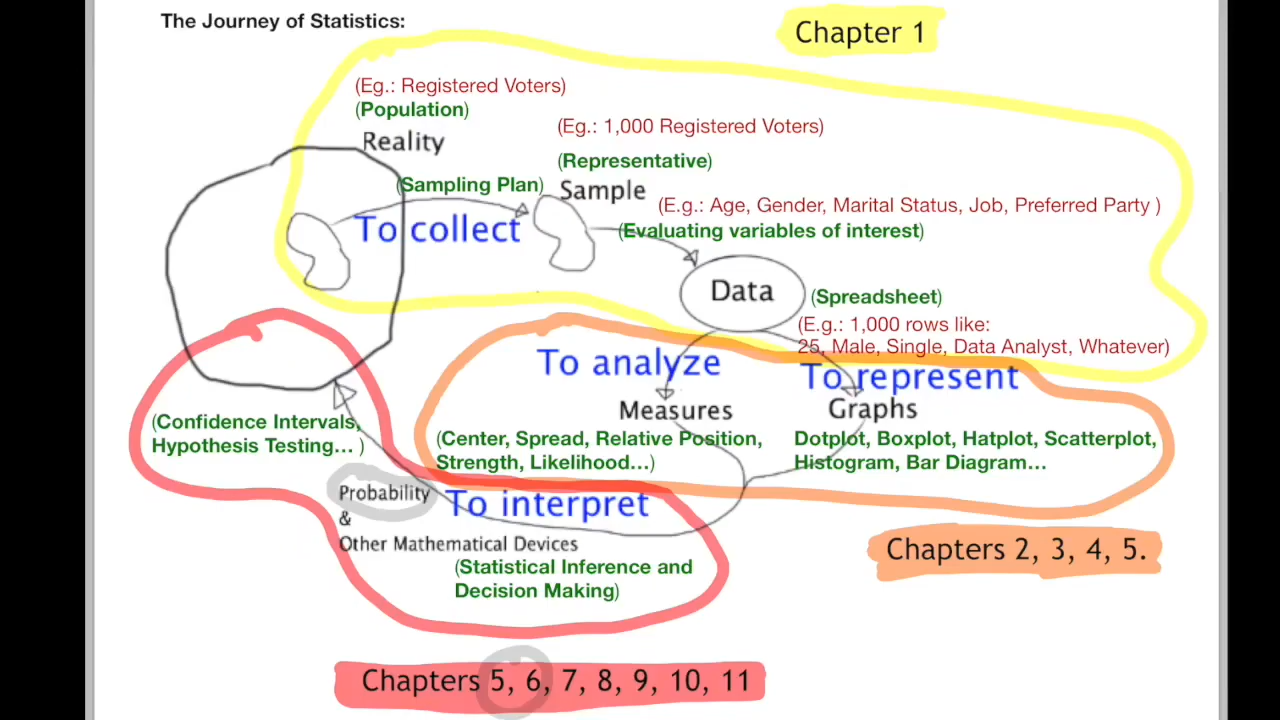 The Journey of Statistics:
Chapter 1
(Eg.: Registered Voters)
(Population)
Reality
(Eg.: 1,000 Registered Voters)
(Representative)
(Sampling Plan)
Sample
(E.g.: Age, Gender, Marital Status, Job, Preferred Party )
To collect
(Evaluating variables of interest)
Data
(Spreadsheet)
(E.g.: 1,000 rows like:
25, Male, Single, Data Analyst, Whatever)
To analyze
To represent
Measures
Graphs
(Center, Spread, Relative Position,
Strength, Likelihood...)
Dotplot, Boxplot, Hatplot, Scatterplot,
Histogram, Bar Diagram...
(Confidence Intervals,
Hypothesis Testing... )
Probability
&
Other Mathematical Devices
To interpret
(Statistical Inference and
Decision Making)
Chapters 2, 3, 4, 5.
Chapters 5, 6, 7, 8, 9, 10, 11